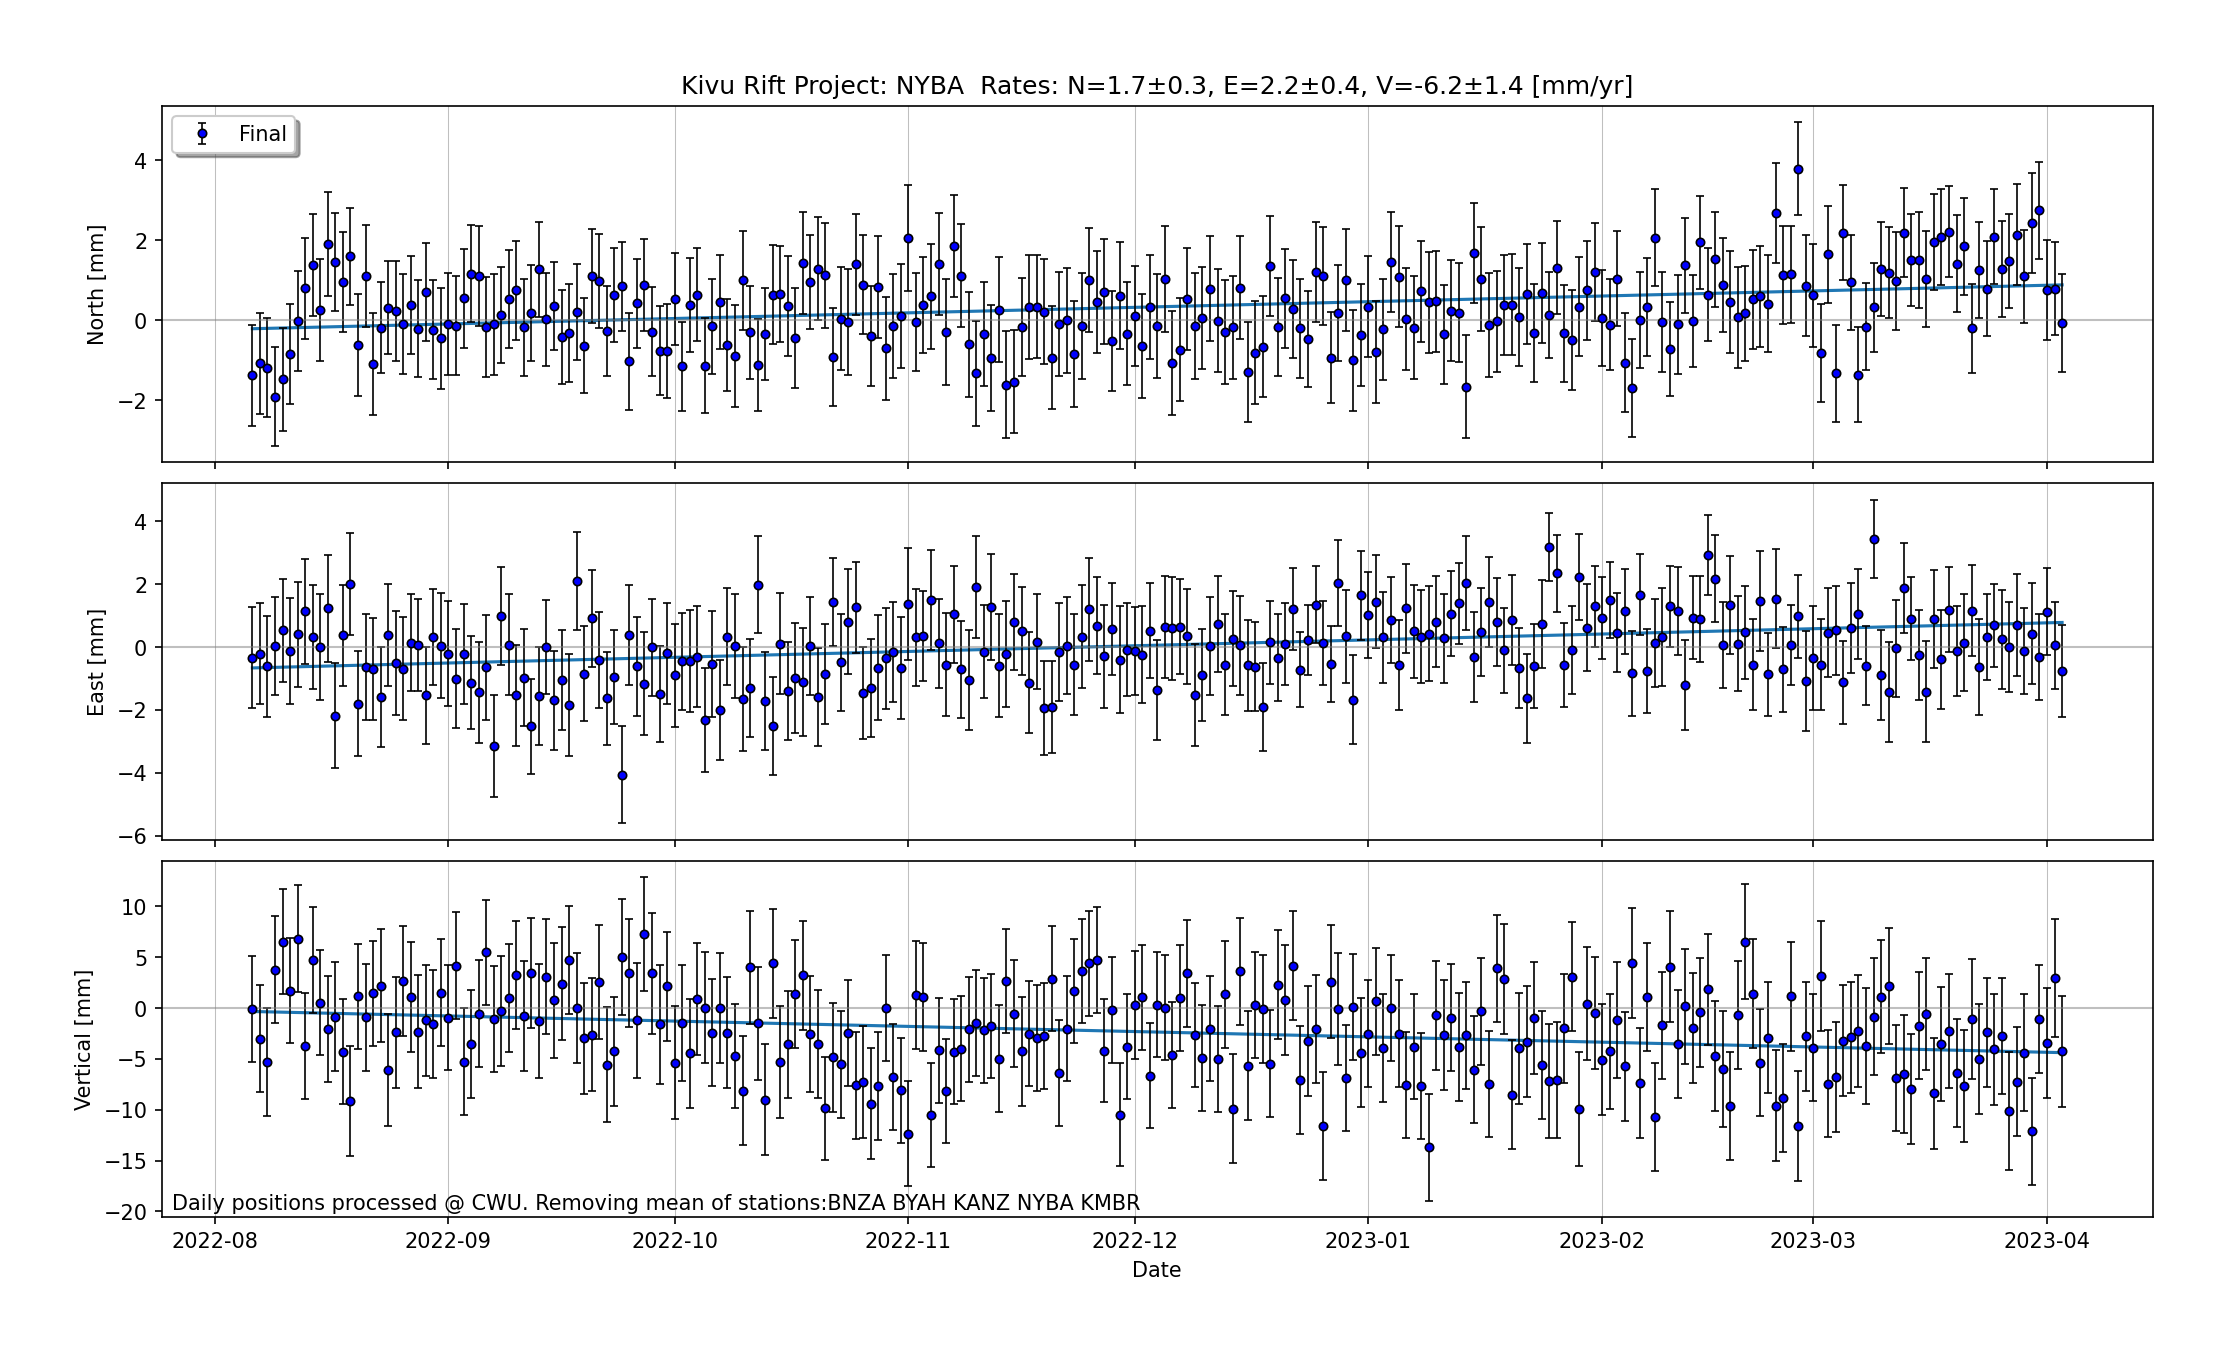 Kivu Rift Project: NYBA  Rates: N=1.7±0.3, E=2.2±0.4, V=-6.2±1.4 [mm/yr]
Final
North [mm]
4
2
0
−2
East [mm]
4
2
0
−2
−4
−6
Vertical [mm]
10
5
0
−5
−10
−15
−20
Daily positions processed @ CWU. Removing mean of stations:BNZA BYAH KANZ NYBA KMBR
2022-08 2022-09 2022-10 2022-11 2022-12 2023-01 2023-02 2023-03 2023-04
Date